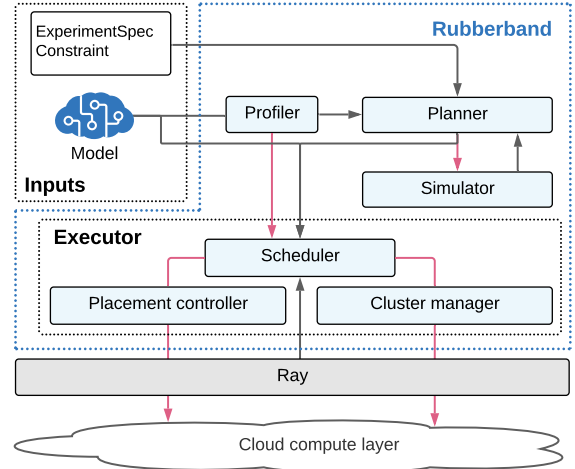 ExperimentSpec
Constraint
Rubberband
Profiler
Planner
Model
Inputs
Simulator
Executor
Scheduler
Placement controller
Cluster manager
Ray
Cloud compute layer